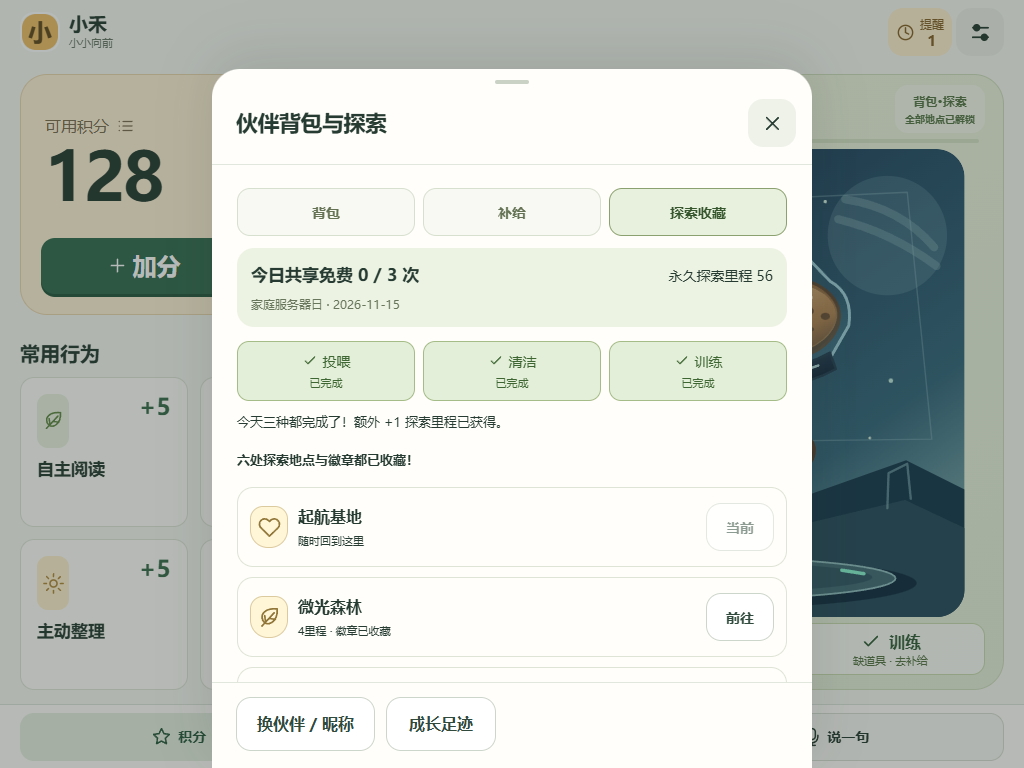 小
小禾
小小向前
提醒
1
可用积分
128
+ 加分
背包•探索
全部地点已解锁
伙伴背包与探索
背包
补给
探索收藏
今日共享免费 0 / 3 次
永久探索里程 56
家庭服务器日 · 2026-11-15
投喂
已完成
清洁
已完成
训练
已完成
今天三种都完成了！额外 +1 探索里程已获得。
六处探索地点与徽章都已收藏！
起航基地
随时回到这里
当前
微光森林
4里程 · 徽章已收藏
前往
换伙伴 / 昵称
成长足迹
常用行为
+5
自主阅读
+5
主动整理
训练
缺道具 · 去补给
积分
说一句